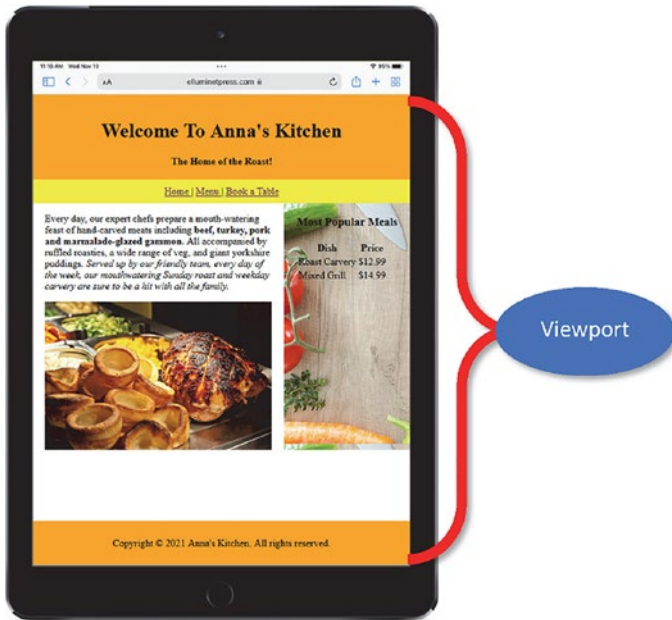 11:18 AM Wed Nov 10
95%
AA
elluminetpress.com
Welcome To Anna's Kitchen
The Home of the Roast!
Home | Menu | Book a Table
Every day, our expert chefs prepare a mouth-watering
feast of hand-carved meats including beef, turkey, pork
and marmalade-glazed gammon. All accompanied by
ruffled roasties, a wide range of veg, and giant yorkshire
puddings. Served up by our friendly team, every day of
the week, our mouthwatering Sunday roast and weekday
carvery are sure to be a hit with all the family.
Most Popular Meals
Dish Price
Roast Carvery $12.99
Mixed Grill $14.99
Viewport
Copyright © 2021 Anna's Kitchen. All rights reserved.